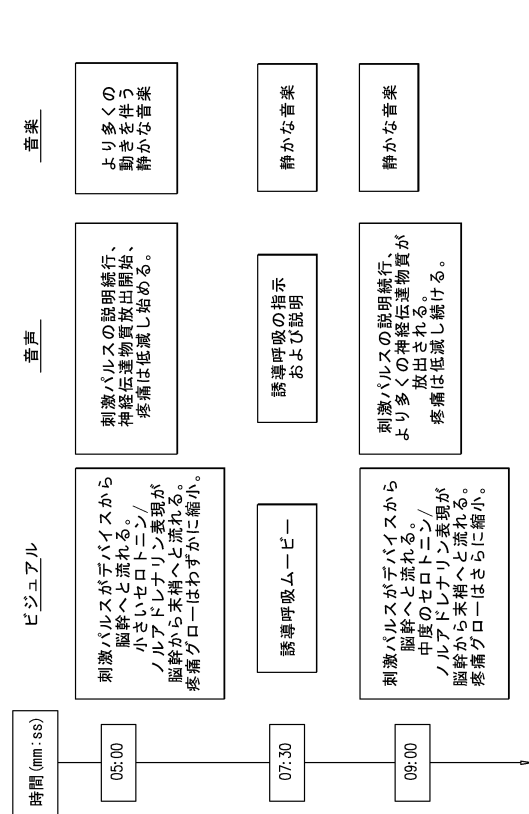 時間(mm:ss)
ビジュアル
音声
音楽
05:00
刺激パルスがデバイスから
脳幹へと流れる。
小さいセロトニン/
ノルアドレナリン表現が
脳幹から末梢へと流れる。
疼痛グローはわずかに縮小。
刺激パルスの説明続行、
神経伝達物質放出開始、
疼痛は低減し始める。
より多くの
動きを伴う
静かな音楽
07:30
誘導呼吸ムービー
誘導呼吸の指示
および説明
静かな音楽
09:00
刺激パルスがデバイスから
脳幹へと流れる。
中度のセロトニン/
ノルアドレナリン表現が
脳幹から末梢へと流れる。
疼痛グローはさらに縮小。
刺激パルスの説明続行、
より多くの神経伝達物質が
放出される。
疼痛は低減し続ける。
静かな音楽